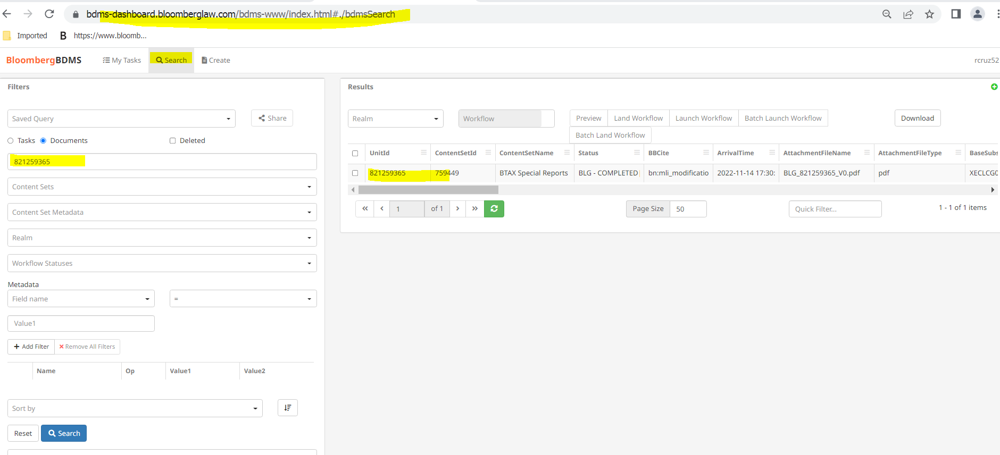 bdms-dashboard.bloomberglaw.com/bdms-www/index.html#./bdmsSearch
Imported B https://www.bloomb...
BloombergBDMS My Tasks Search Create rcruz52
Filters
Saved Query Share
Tasks Documents Deleted
821259365
Content Sets
Content Set Metadata
Realm
Workflow Statuses
Metadata
Field name =
Value1
Add Filter Remove All Filters
Name Op Value1 Value2
Sort by
Reset Search
Results
Realm Workflow Preview Land Workflow Launch Workflow Batch Launch Workflow Download
Batch Land Workflow
UnitId ContentSetId ContentSetName Status BBCite ArrivalTime AttachmentFileName AttachmentFileType BaseSubs
821259365 759449 BTAX Special Reports BLG - COMPLETED bn:mli_modificatio 2022-11-14 17:30: BLG_821259365_V0.pdf pdf XECLCG0
« ‹ 1 of 1 › » Page Size 50 Quick Filter... 1 - 1 of 1 items